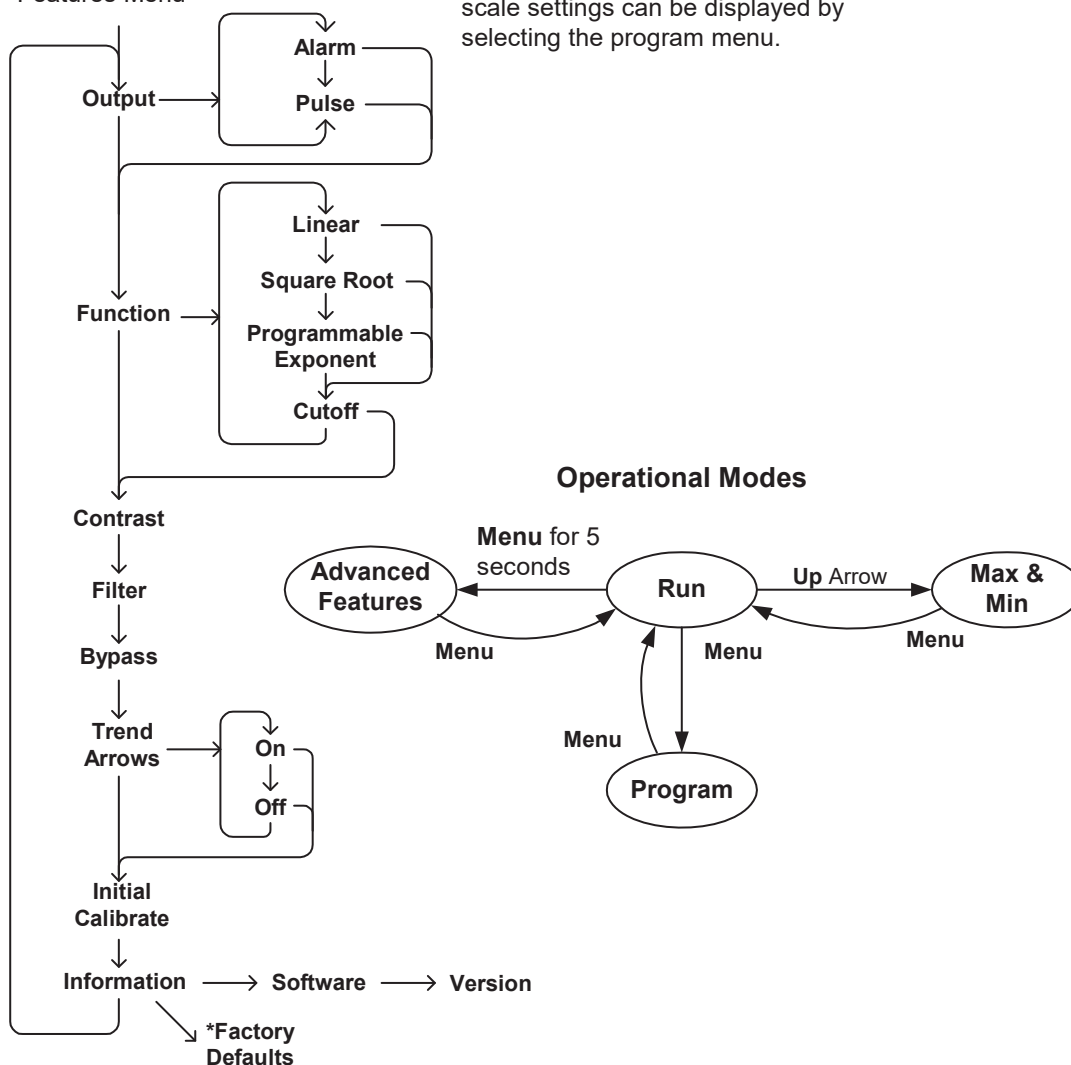 Features Menu
scale settings can be displayed by
selecting the program menu.
Output
Alarm
Pulse
Function
Linear
Square Root
Programmable
Exponent
Cutoff
Contrast
Filter
Bypass
Trend
Arrows
On
Off
Initial
Calibrate
Information
Software
Version
*Factory
Defaults
Operational Modes
Menu for 5
seconds
Advanced
Features
Run
Up Arrow
Max &
Min
Menu
Menu
Menu
Menu
Program